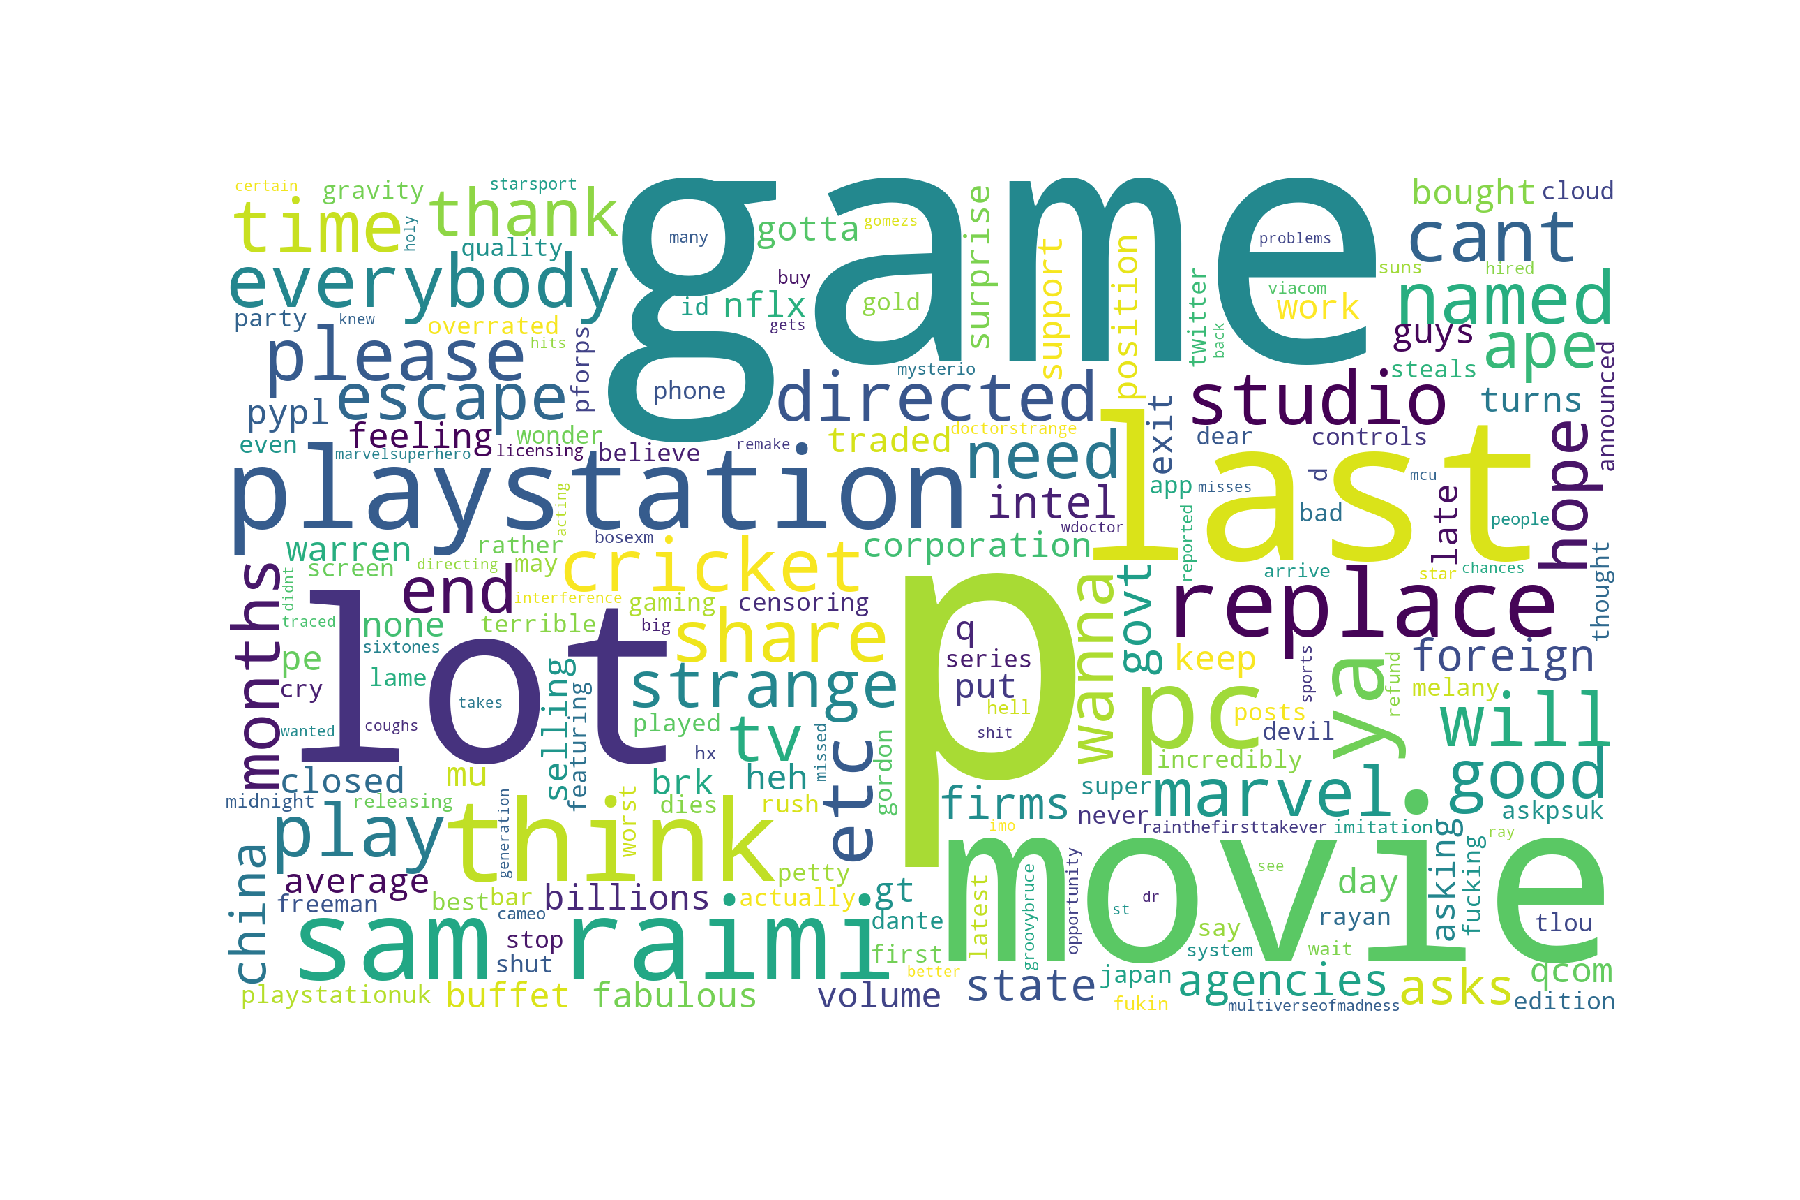 certain
gravity
starsport
time
holy
thank
quality
everybody
game
many
gotta
gomezs
surprise
support
position
problems
bought
cloud
cant
suns
hired
viacom
work
named
twitter
back
guys
ape
steals
announced
party
knew
overrated
hits
id
nflx
buy
gets
gold
please
pforps
escape
phone
mysterio
directed
studio
turns
pypl
feeling
wonder
even
marvelsuperhero
licensing
believe
remake
traded
doctorstrange
need
exit
dear
controls
hope
playstation
acting
last
intel
app
misses
d
mcu
bad
late
people
wdoctor
bosexm
corporation
reported
warren
rather
screen
directing
may
cricket
arrive
star
chances
thought
months
didnt
end
interference
gaming
censoring
p
wanna
govt
replace
traced
none
terrible
big
share
q
series
put
hell
shit
keep
foreign
sixtones
pe
cry
lame
lot
strange
pc
ya
sports
refund
melany
posts
devil
will
wanted
coughs
takes
selling
featuring
played
tv
hx
missed
etc
gordon
incredibly
closed
mu
brk
heh
good
midnight
releasing
worst
dies
rush
firms
super
marvel
never
askpsuk
play
think
generation
imo
rainthefirsttakever
imitation
asking
ray
fucking
china
average
petty
movie
see
day
freeman
best
bar
billions
actually
gt
latest
groovybruce
opportunity
dr
st
say
rayan
tlou
sam
raimi
cameo
stop
shut
dante
first
better
system
wait
japan
qcom
playstationuk
buffet
fabulous
volume
state
agencies
asks
fukin
multiverseofmadness
edition